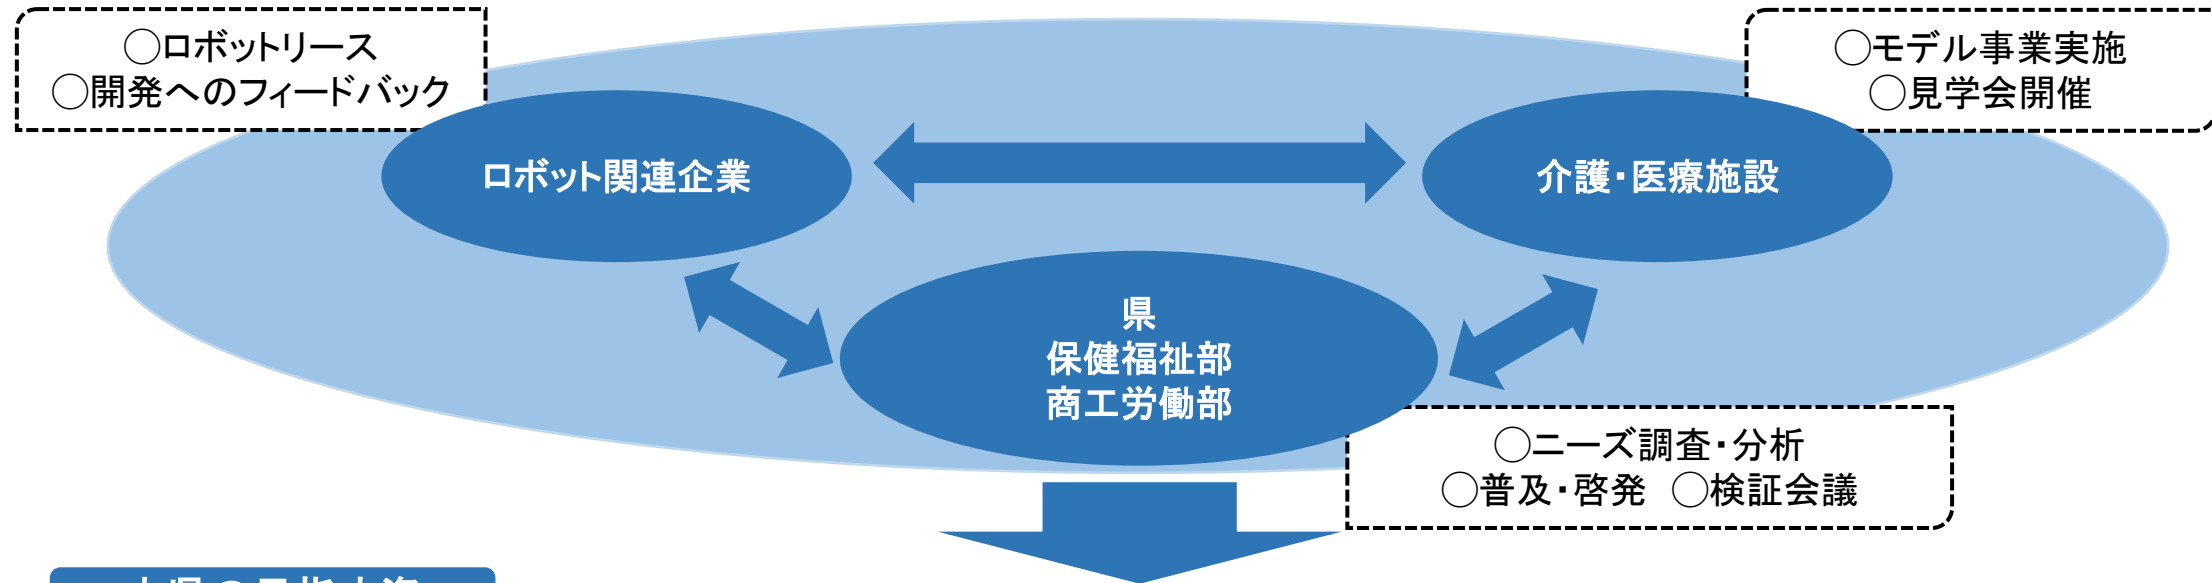 ◯ロボットリース
◯開発へのフィードバック
◯モデル事業実施
◯見学会開催
ロボット関連企業
介護・医療施設
県
保健福祉部
商工労働部
◯ニーズ調査・分析
◯普及・啓発 ◯検証会議